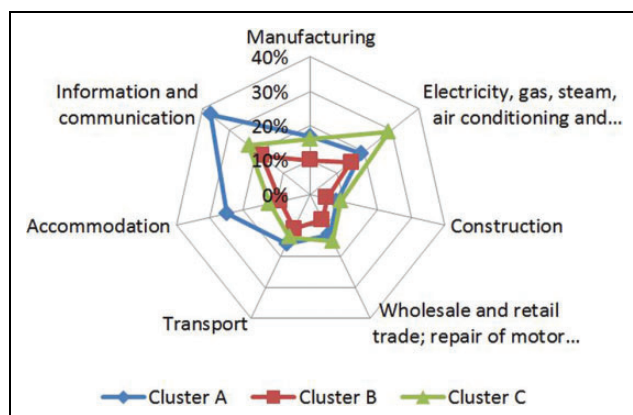 Manufacturing
40%
30%
20%
10%
0%
Electricity, gas, steam,
air conditioning and...
Construction
Wholesale and retail
trade; repair of motor...
Transport
Accommodation
Information and
communication
Cluster A
Cluster B
Cluster C